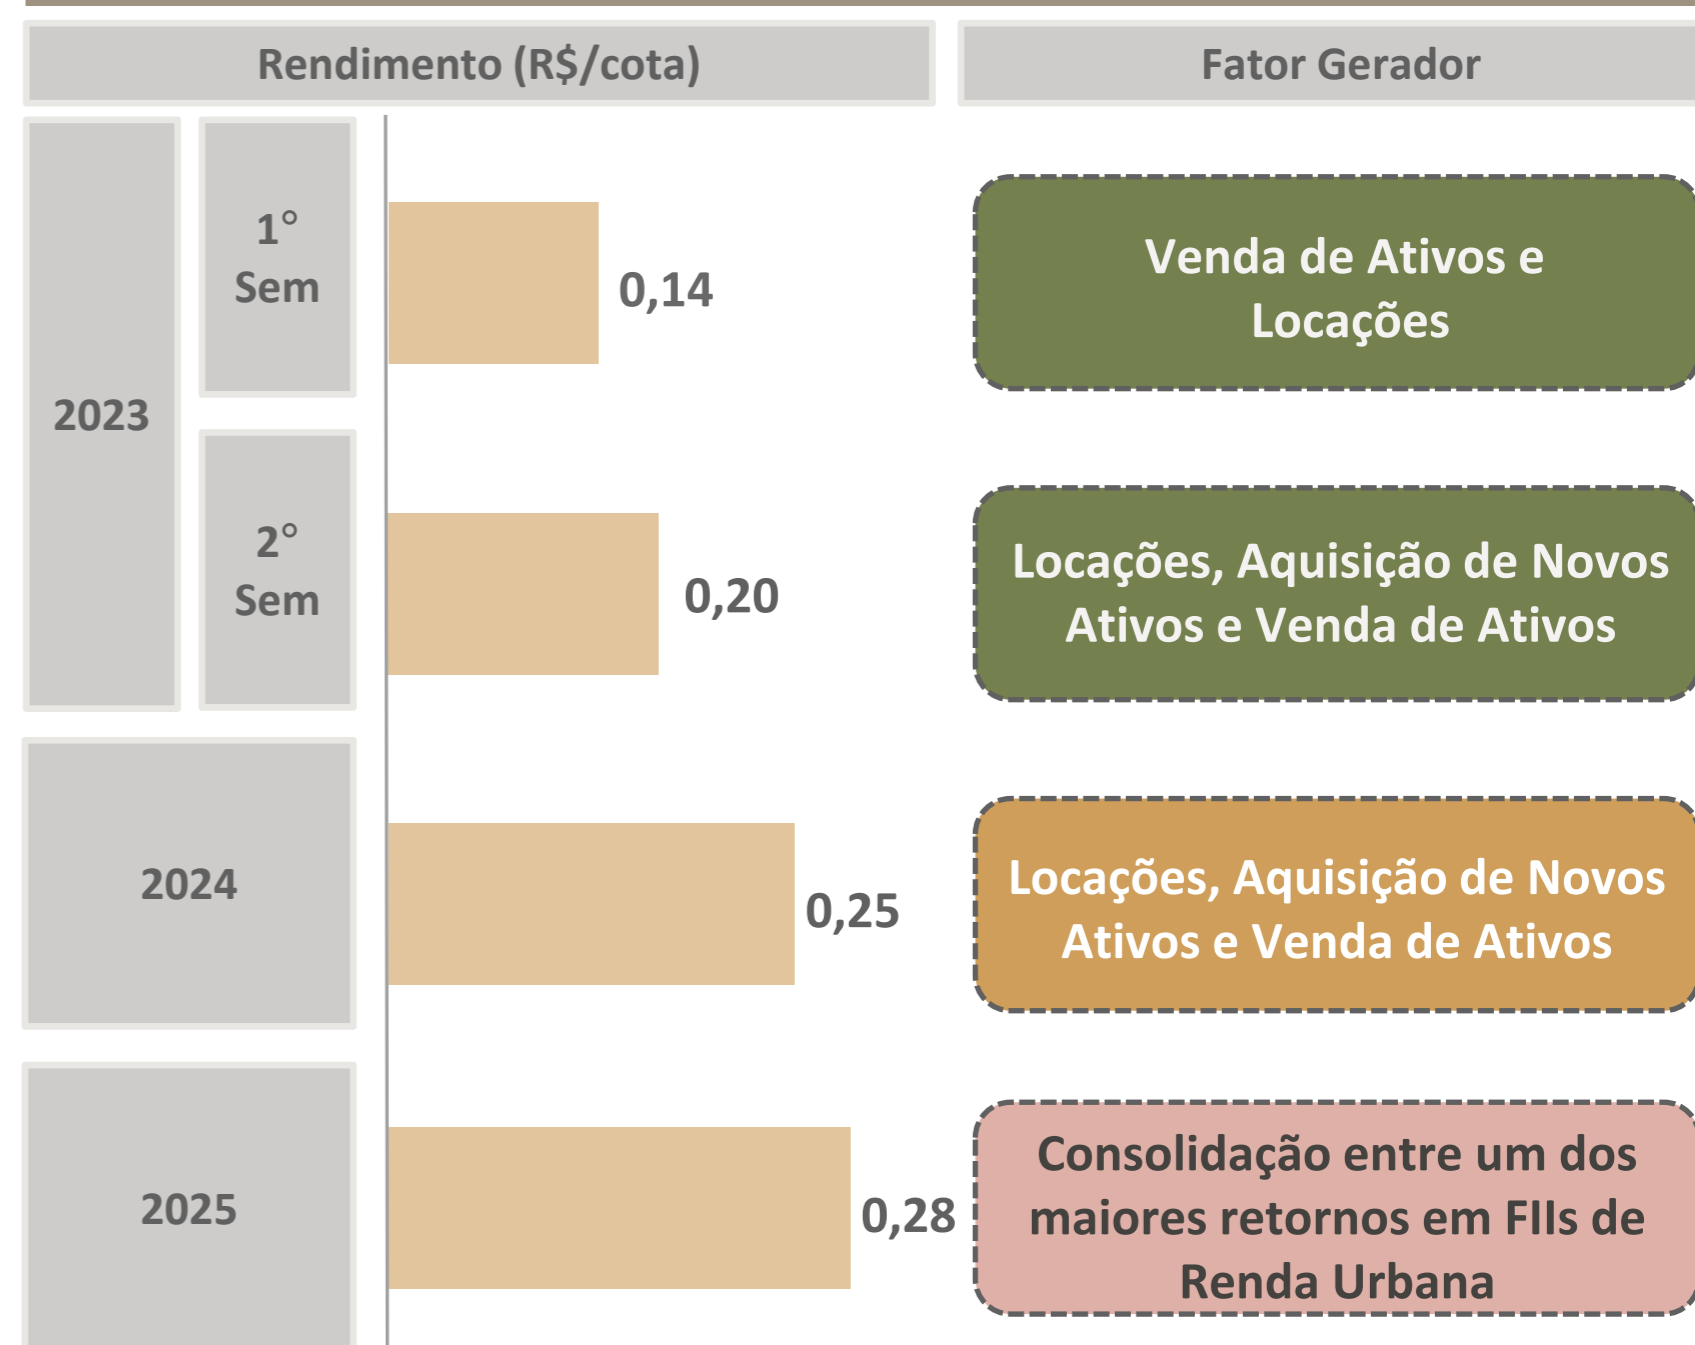 Rendimento (R$/cota)
Fator Gerador
2023
1°
Sem
0,14
Venda de Ativos e
Locações
2°
Sem
0,20
Locações, Aquisição de Novos
Ativos e Venda de Ativos
2024
0,25
Locações, Aquisição de Novos
Ativos e Venda de Ativos
2025
0,28
Consolidação entre um dos
maiores retornos em FIIs de
Renda Urbana